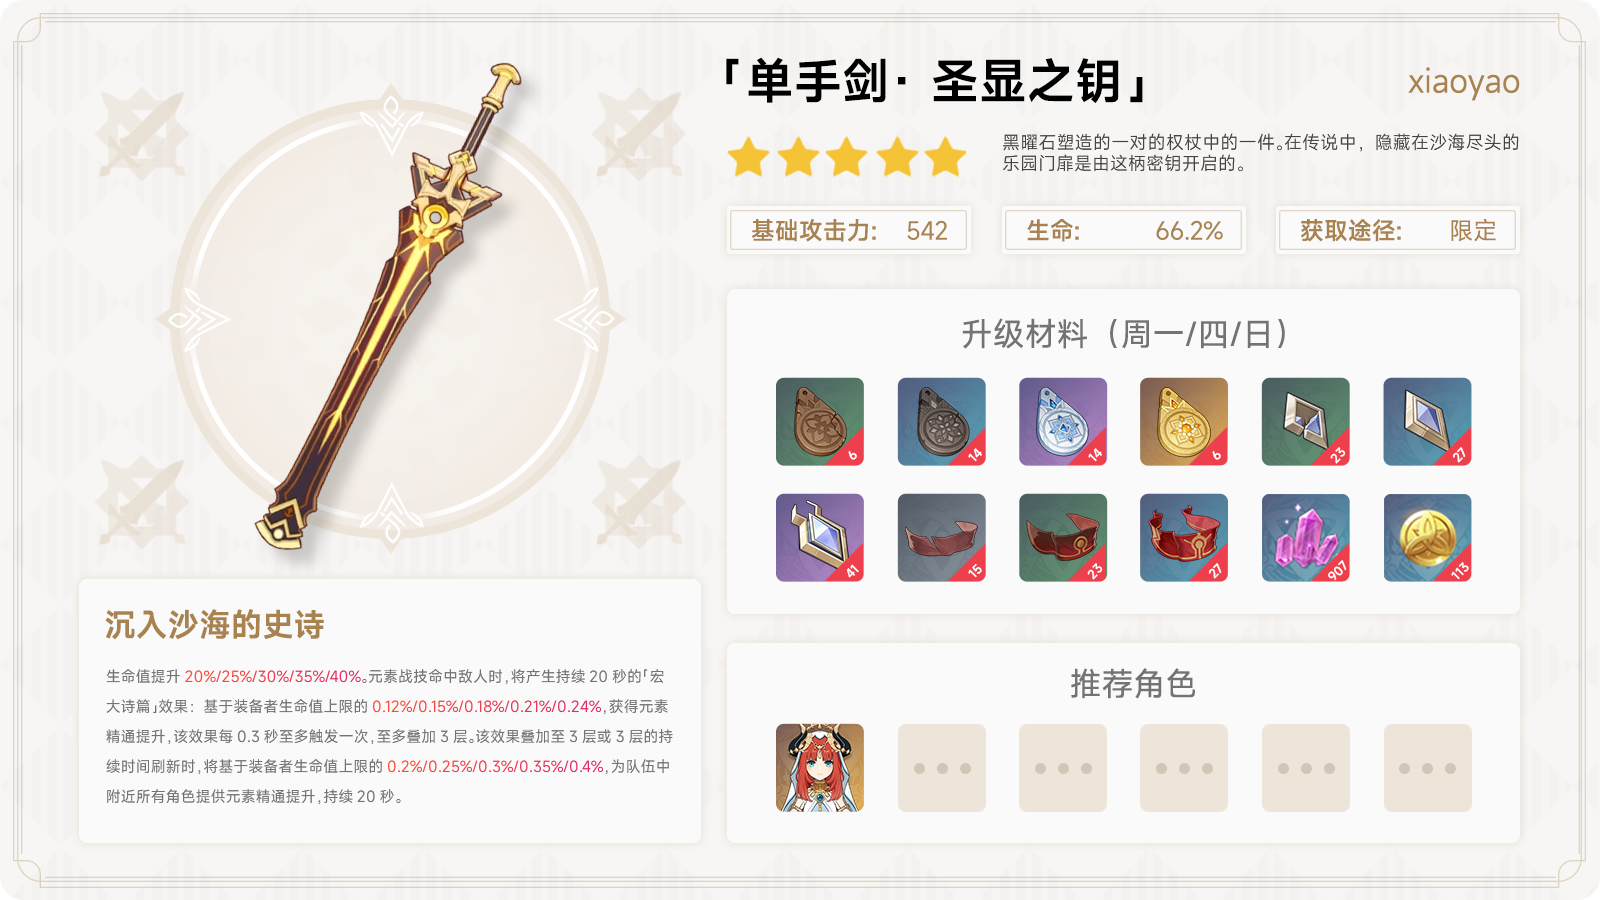 「单手剑· 圣显之钥」
xiaoyao
黑曜石塑造的一对的权杖中的一件。在传说中，隐藏在沙海尽头的
乐园门扉是由这柄密钥开启的。
基础攻击力: 542
生命: 66.2%
获取途径: 限定
升级材料（周一/四/日）
6 14 14 6 23 27
41 15 23 27 907 113
沉入沙海的史诗
生命值提升 20%/25%/30%/35%/40%。元素战技命中敌人时，将产生持续 20 秒的「宏
大诗篇」效果：基于装备者生命值上限的 0.12%/0.15%/0.18%/0.21%/0.24%，获得元素
精通提升，该效果每 0.3 秒至多触发一次，至多叠加 3 层。该效果叠加至 3 层或 3 层的持
续时间刷新时，将基于装备者生命值上限的 0.2%/0.25%/0.3%/0.35%/0.4%，为队伍中
附近所有角色提供元素精通提升，持续 20 秒。
推荐角色